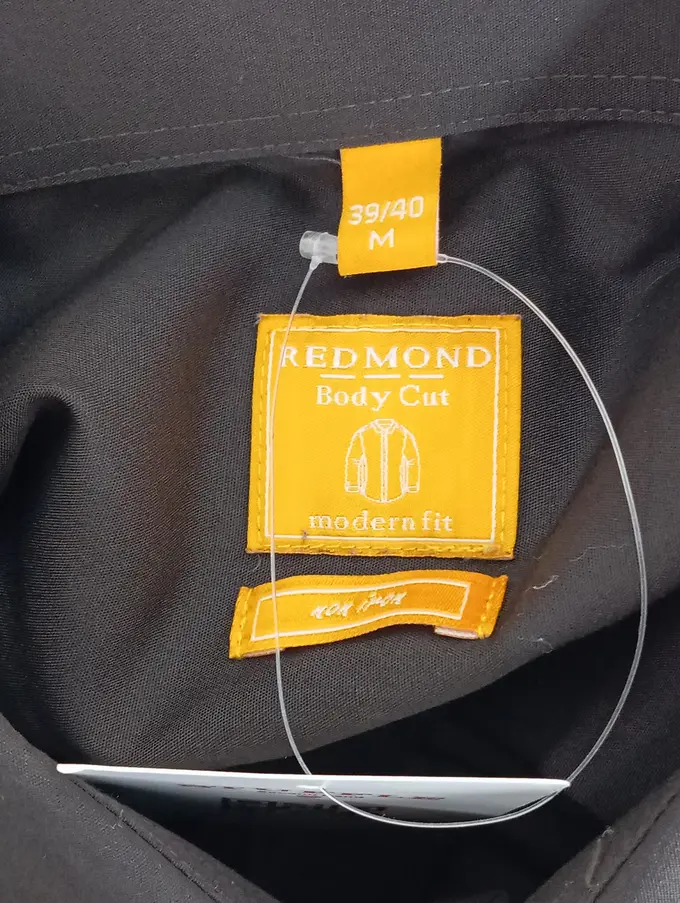 39/40
M
REDMOND
Body Cut
modern fit
non iron